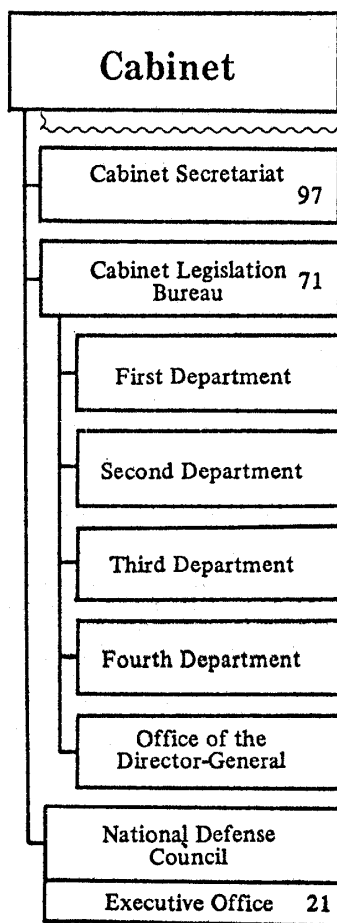 Cabinet
Cabinet Secretariat
97
Cabinet Legislation 71
Bureau
First Department
Second Department
Third Department
Fourth Department
Office of the
Director-General
National Defense
Council
Executive Office 21